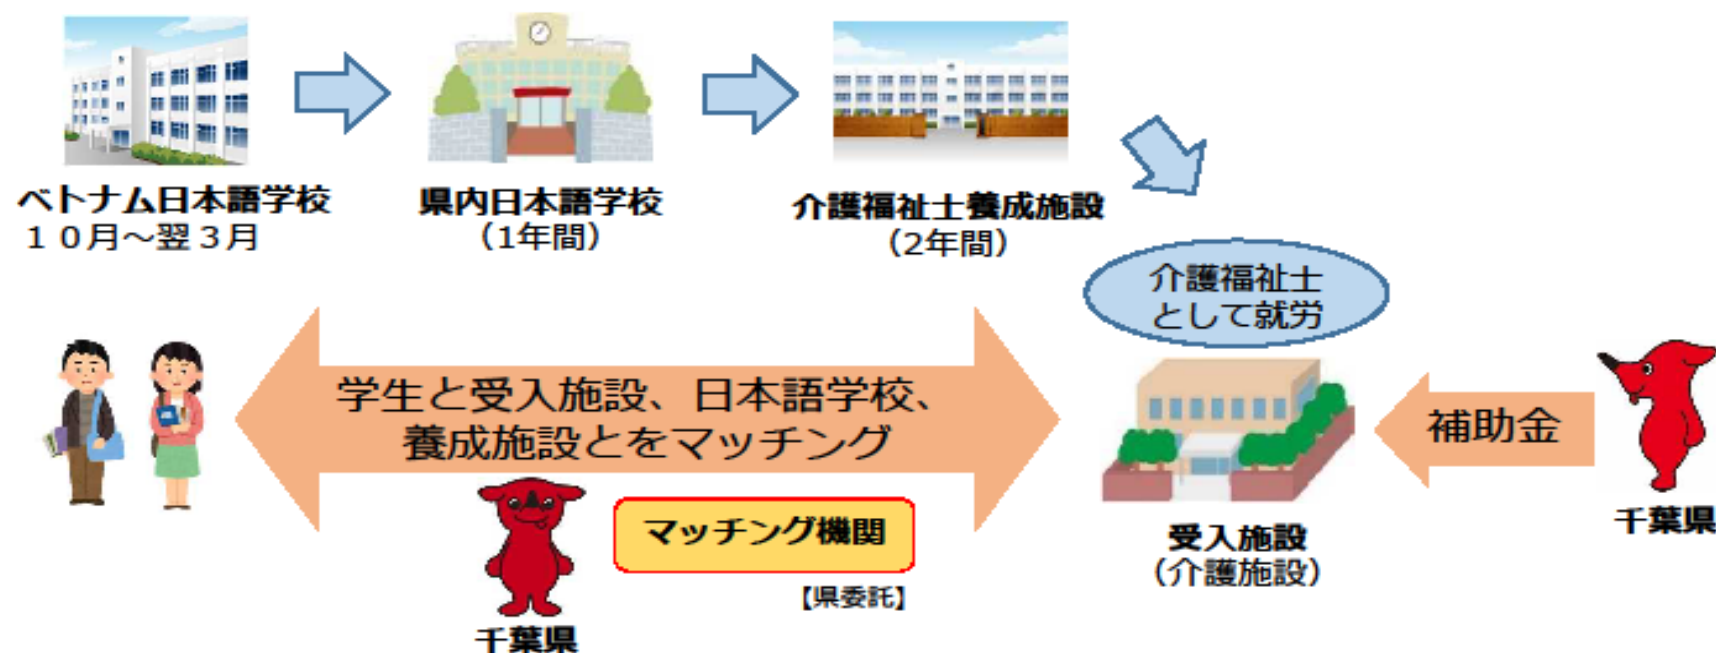 ベトナム日本語学校
１０月～翌３月
県内日本語学校
（1年間）
介護福祉士養成施設
（2年間）
介護福祉士
として就労
学生と受入施設、日本語学校、
養成施設とをマッチング
補助金
千葉県
マッチング機関
【県委託】
千葉県
受入施設
（介護施設）